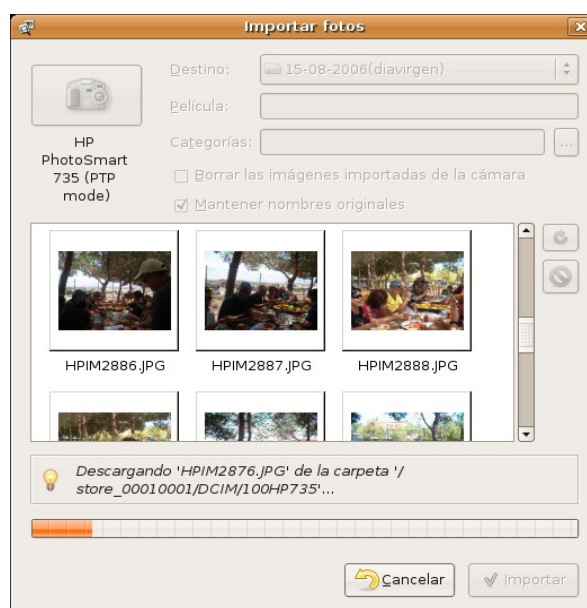 Importar fotos
Destino:
15-08-2006(diavirgen)
Película:
Categorías:
...
HP
PhotoSmart
735 (PTP
mode)
Borrar las imágenes importadas de la cámara
Mantener nombres originales
HPIM2886.JPG
HPIM2887.JPG
HPIM2888.JPG
Descargando 'HPIM2876.JPG' de la carpeta '/
store_00010001/DCIM/100HP735'...
Cancelar
Importar